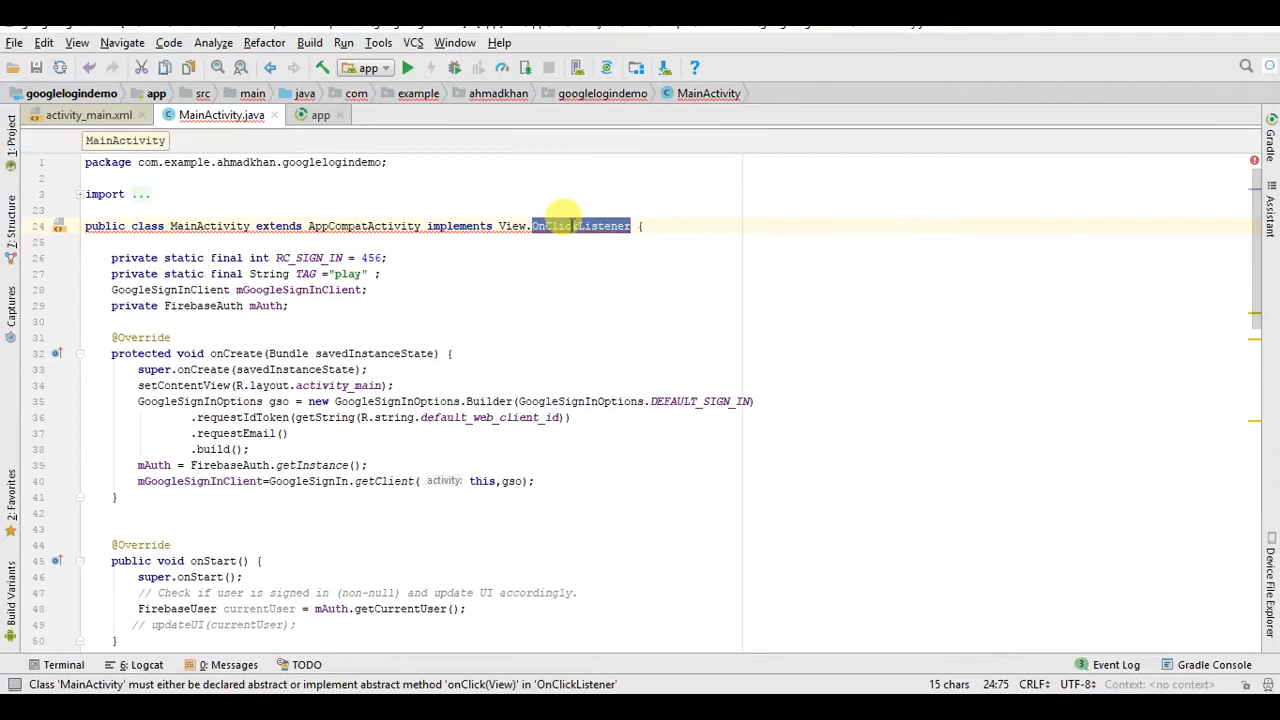 File Edit View Navigate Code Analyze Refactor Build Run Tools VCS Window Help
app
googlelogindemo app src main java com example ahmadkhan googlelogindemo MainActivity
activity_main.xml MainActivity.java app
MainActivity
1 package com.example.ahmadkhan.googlelogindemo;
2
3 import ...
23
24 public class MainActivity extends AppCompatActivity implements View.OnClickListener {
25
26 private static final int RC_SIGN_IN = 456;
27 private static final String TAG ="play" ;
28 GoogleSignInClient mGoogleSignInClient;
29 private FirebaseAuth mAuth;
30
31 @Override
32 protected void onCreate(Bundle savedInstanceState) {
33 super.onCreate(savedInstanceState);
34 setContentView(R.layout.activity_main);
35 GoogleSignInOptions gso = new GoogleSignInOptions.Builder(GoogleSignInOptions.DEFAULT_SIGN_IN)
36 .requestIdToken(getString(R.string.default_web_client_id))
37 .requestEmail()
38 .build();
39 mAuth = FirebaseAuth.getInstance();
40 mGoogleSignInClient=GoogleSignIn.getClient( activity: this,gso);
41 }
42
43
44 @Override
45 public void onStart() {
46 super.onStart();
47 // Check if user is signed in (non-null) and update UI accordingly.
48 FirebaseUser currentUser = mAuth.getCurrentUser();
49 // updateUI(currentUser);
50 }
1: Project
7: Structure
Captures
2: Favorites
Build Variants
Gradle
Assistant
Device File Explorer
Terminal 6: Logcat 0: Messages TODO 3 Event Log Gradle Console
Class 'MainActivity' must either be declared abstract or implement abstract method 'onClick(View)' in 'OnClickListener' 15 chars 24:75 CRLF UTF-8 Context: <no context>